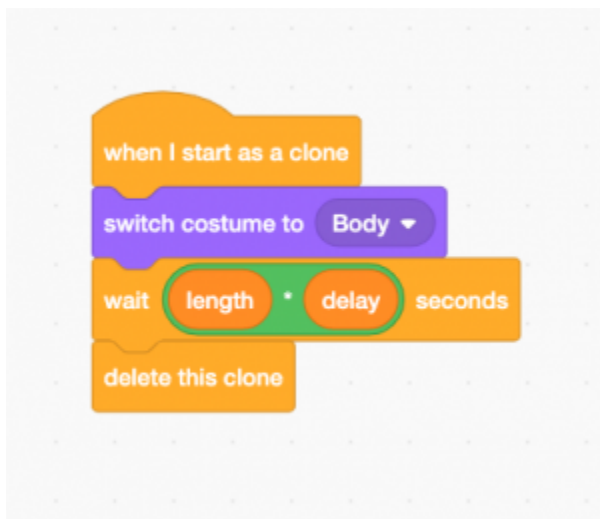 when I start as a clone
switch costume to Body
wait length * delay seconds
delete this clone